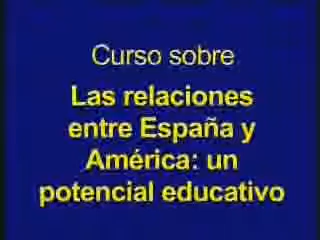 Curso sobre
Las relaciones
entre España y
América: un
potencial educativo